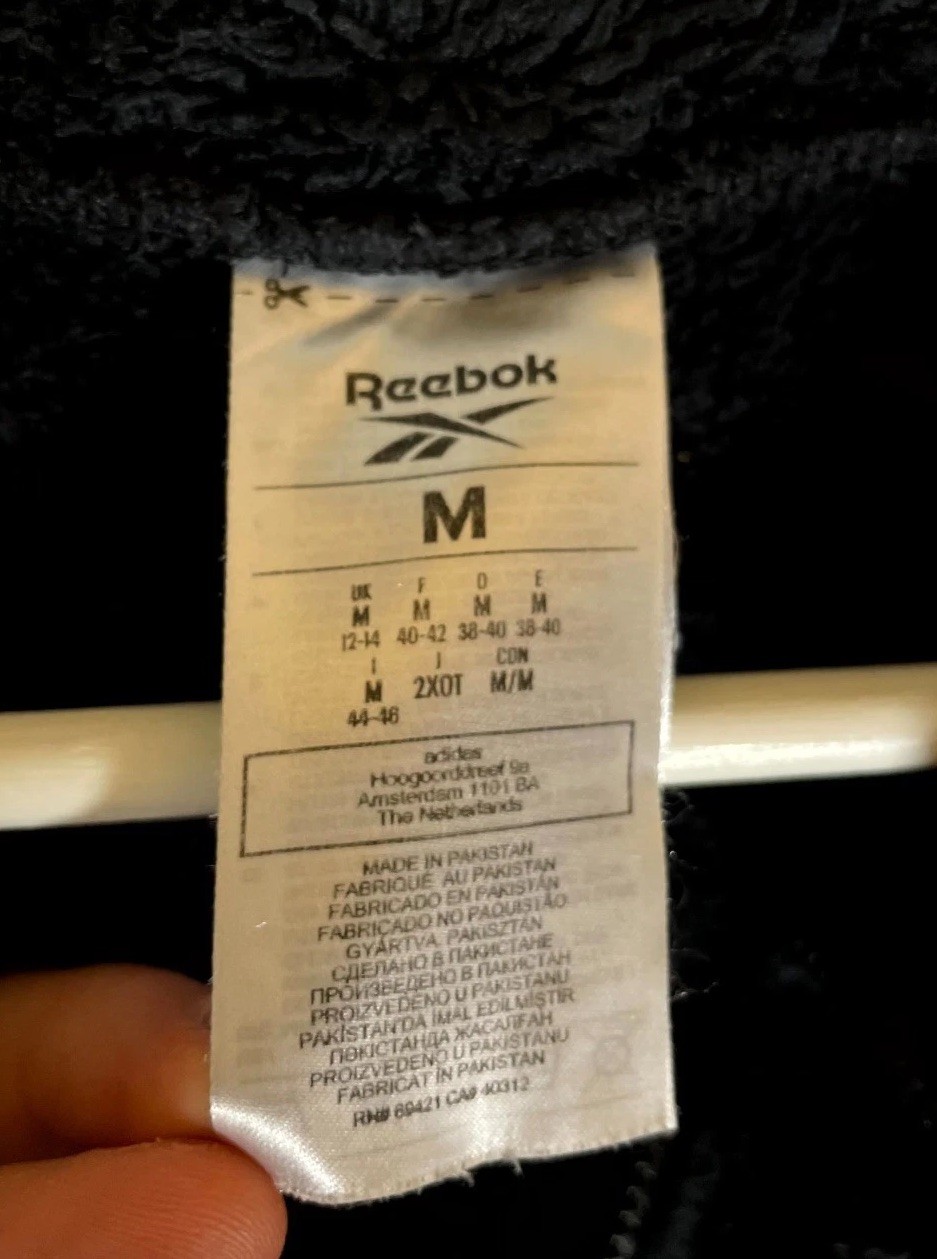 Reebok
M
UK F D E
M M M M
12-14 40-42 38-40 38-40
I J CON
M 2XOT M/M
44-46
adidas
Hoogoorddreef 9a
Amsterdam 1101 BA
The Netherlands
MADE IN PAKISTAN
FABRIQUÉ AU PAKISTAN
FABRICADO EN PAKISTÁN
FABRICADO NO PAQUISTÃO
GYÁRTVA PAKISZTÁN
СДЕЛАНО В ПАКИСТАНЕ
ПРОИЗВЕДЕНО В ПАКИСТАН
PROIZVEDENO U PAKISTANU
PAKİSTAN'DA İMAL EDİLMİŞTİR
ПӘКІСТАНДА ЖАСАЛҒАН
PROIZVEDENO U PAKISTANU
FABRICAT ÎN PAKISTAN
RN# 69421 CA# 40312